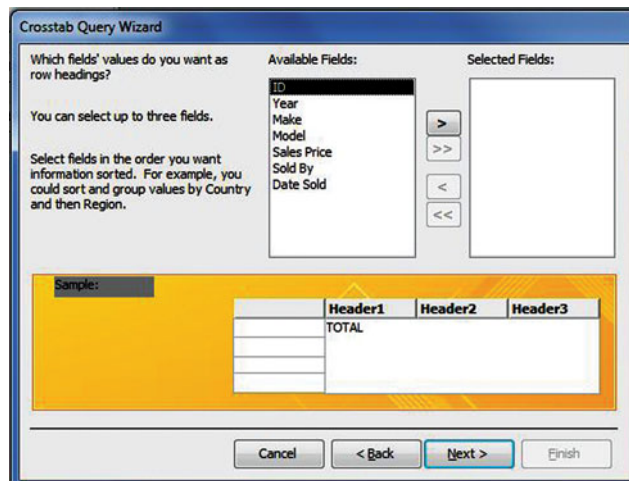 Crosstab Query Wizard
Which fields' values do you want as
row headings?
You can select up to three fields.
Select fields in the order you want
information sorted. For example, you
could sort and group values by Country
and then Region.
Available Fields:
ID
Year
Make
Model
Sales Price
Sold By
Date Sold
>
>>
<
<<
Selected Fields:
Sample:
Header1 Header2 Header3
TOTAL
Cancel < Back Next > Finish